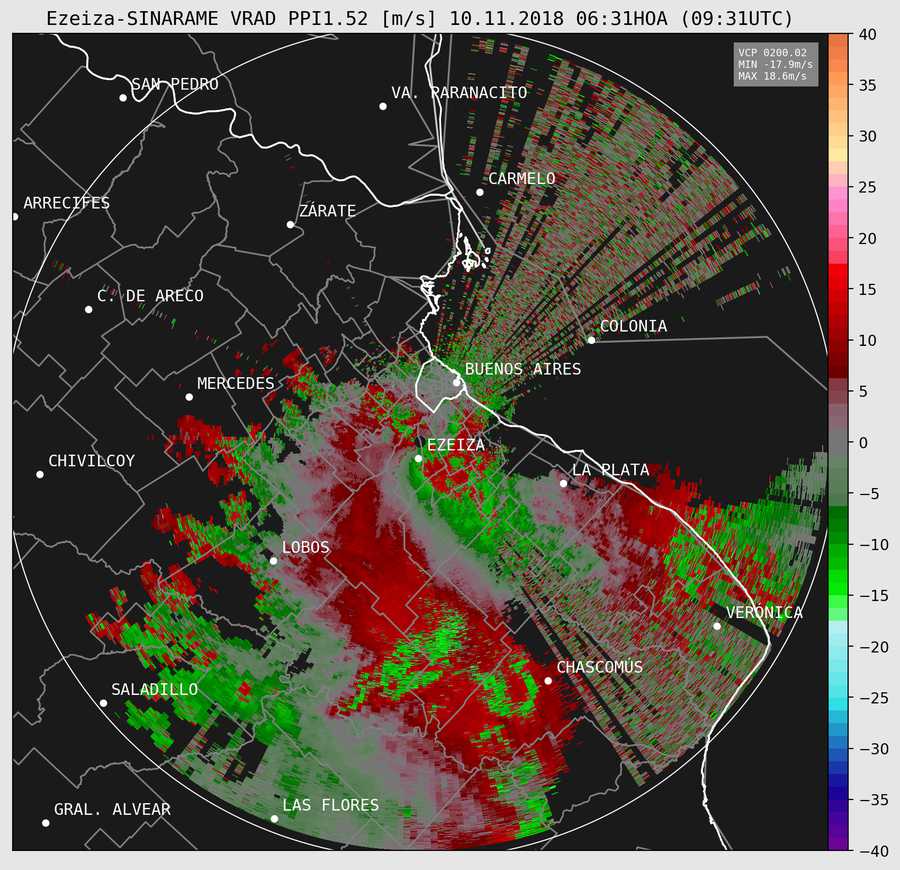 Ezeiza-SINARAME VRAD PPI1.52 [m/s] 10.11.2018 06:31HOA (09:31UTC)
VCP 0200.02
MIN -17.9m/s
MAX 18.6m/s
SAN PEDRO
VA. PARANACITO
CARMELO
ARRECIFES
ZÁRATE
C. DE ARECO
COLONIA
BUENOS AIRES
MERCEDES
EZEIZA
CHIVILCOY
LA PLATA
LOBOS
VERÓNICA
CHASCOMÚS
SALADILLO
GRAL. ALVEAR
LAS FLORES
40
35
30
25
20
15
10
5
0
−5
−10
−15
−20
−25
−30
−35
−40